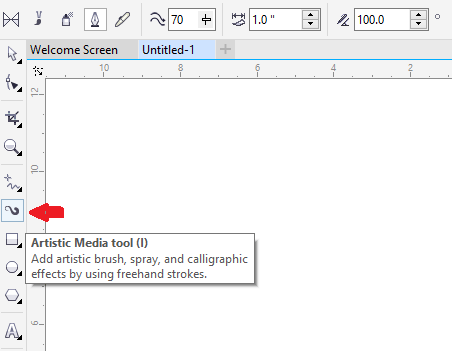 70
1.0 "
100.0
°
Welcome Screen
Untitled-1
10 8 6 4 2
12
10
Artistic Media tool (I)
Add artistic brush, spray, and calligraphic
effects by using freehand strokes.
6